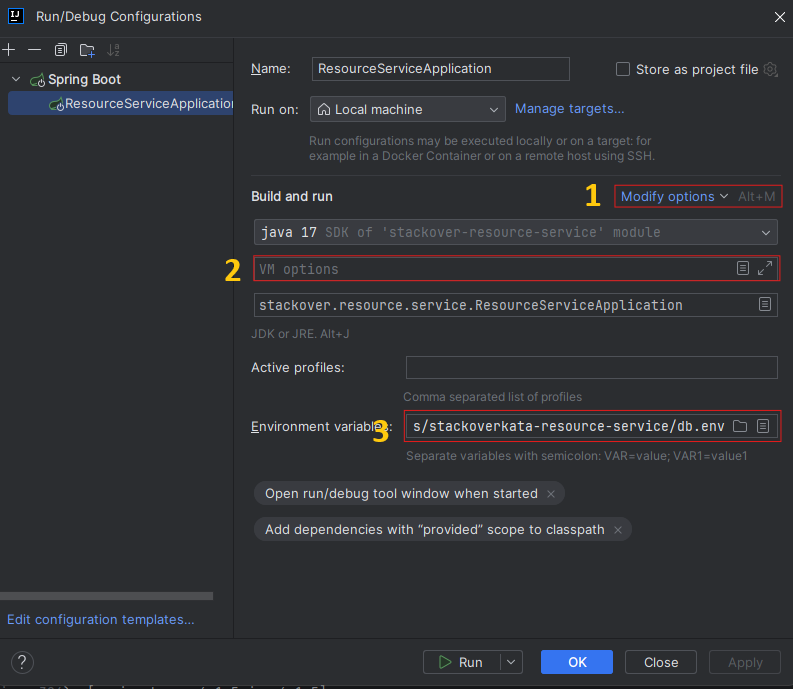 Run/Debug Configurations
Spring Boot
ResourceServiceApplication
Name:
ResourceServiceApplication
Store as project file
Run on:
Local machine
Manage targets...
Run configurations may be executed locally or on a target: for
example in a Docker Container or on a remote host using SSH.
Build and run
1
Modify options
Alt+M
java 17 SDK of 'stackover-resource-service' module
2
VM options
stackover.resource.service.ResourceServiceApplication
JDK or JRE. Alt+J
Active profiles:
Comma separated list of profiles
Environment variables:
3
s/stackoverkata-resource-service/db.env
Separate variables with semicolon: VAR=value; VAR1=value1
Open run/debug tool window when started ×
Add dependencies with “provided” scope to classpath ×
Edit configuration templates...
?
Run
OK
Close
Apply